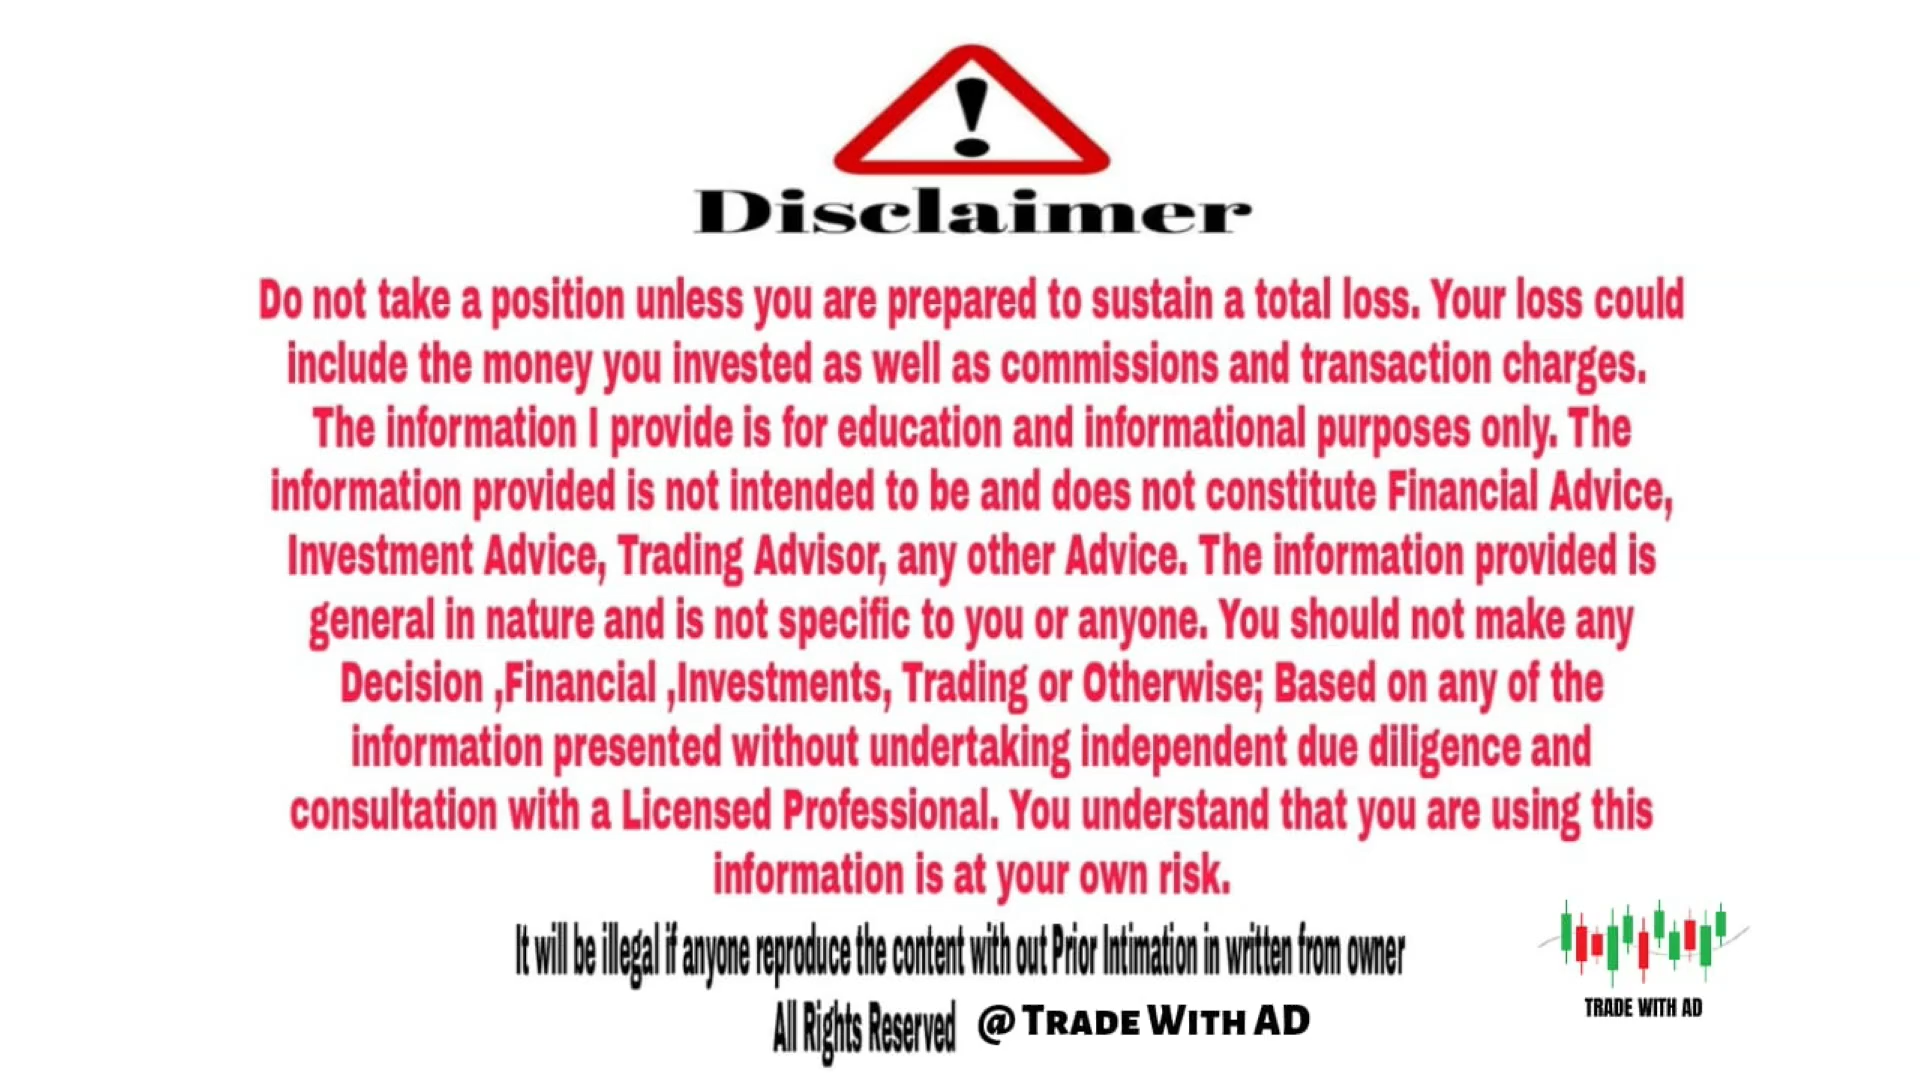 Disclaimer
Do not take a position unless you are prepared to sustain a total loss. Your loss could
include the money you invested as well as commissions and transaction charges.
The information I provide is for education and informational purposes only. The
information provided is not intended to be and does not constitute Financial Advice,
Investment Advice, Trading Advisor, any other Advice. The information provided is
general in nature and is not specific to you or anyone. You should not make any
Decision ,Financial ,Investments, Trading or Otherwise; Based on any of the
information presented without undertaking independent due diligence and
consultation with a Licensed Professional. You understand that you are using this
information is at your own risk.
It will be illegal if anyone reproduce the content with out Prior Intimation in written from owner
All Rights Reserved @ TRADE WITH AD
TRADE WITH AD